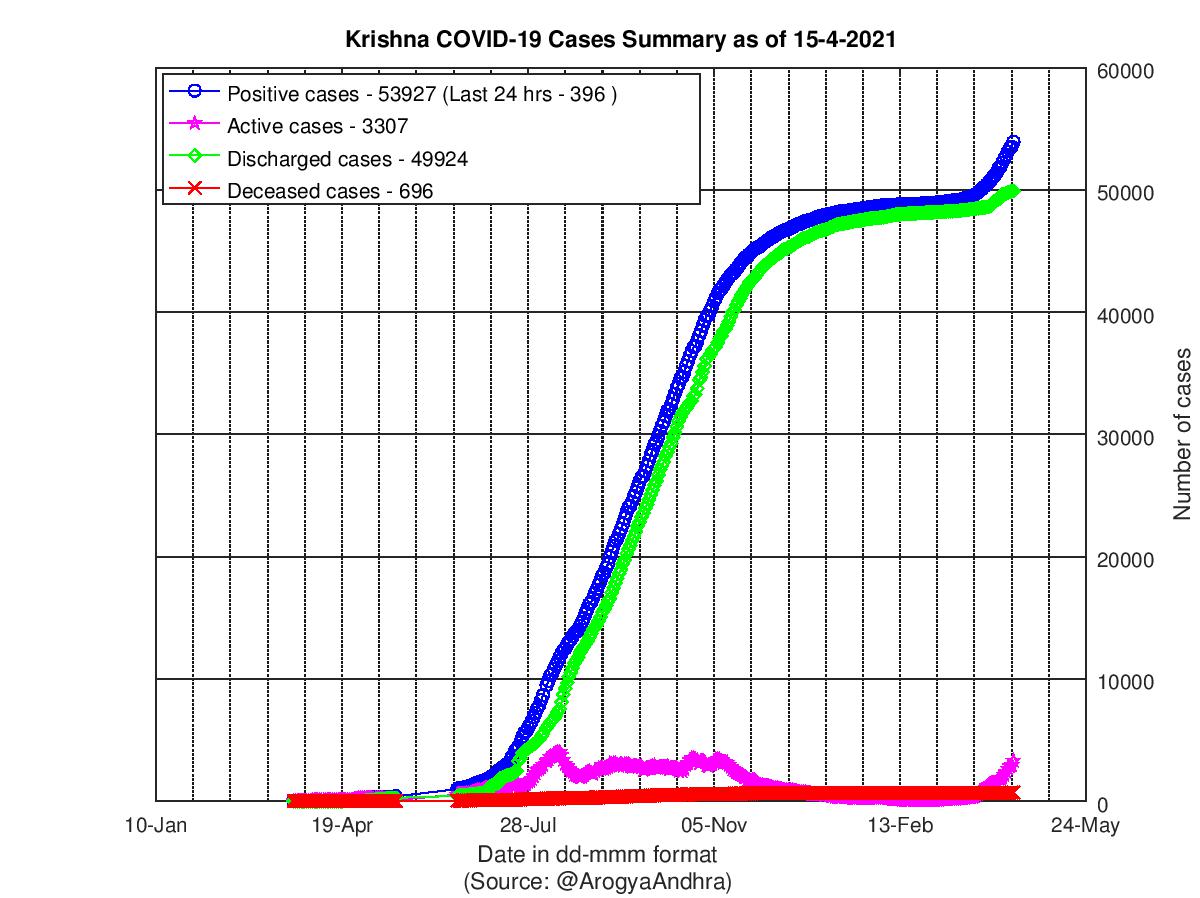 Krishna COVID-19 Cases Summary as of 15-4-2021
Positive cases - 53927 (Last 24 hrs - 396 )
Active cases - 3307
Discharged cases - 49924
Deceased cases - 696
60000
50000
40000
30000
20000
10000
0
Number of cases
10-Jan 19-Apr 28-Jul 05-Nov 13-Feb 24-May
Date in dd-mmm format
(Source: @ArogyaAndhra)